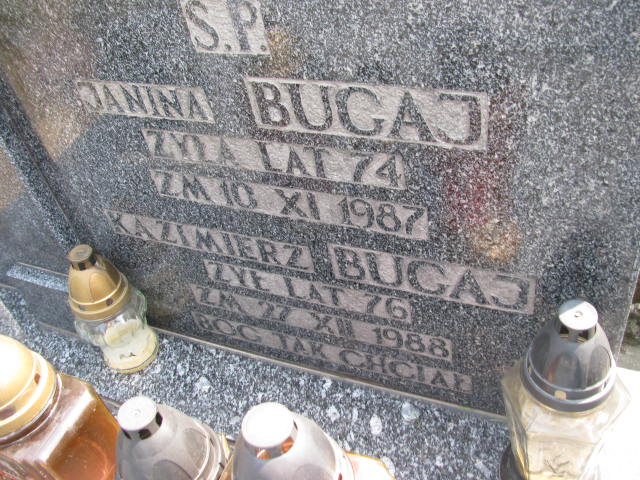 S.P.
JANINA BUGAJ
ŻYŁA LAT 74
ZM 10 XI 1987
KAZIMIERZ BUGAJ
ŻYŁ LAT 76
ZM 27 XII 1988
BÓG TAK CHCIAŁ